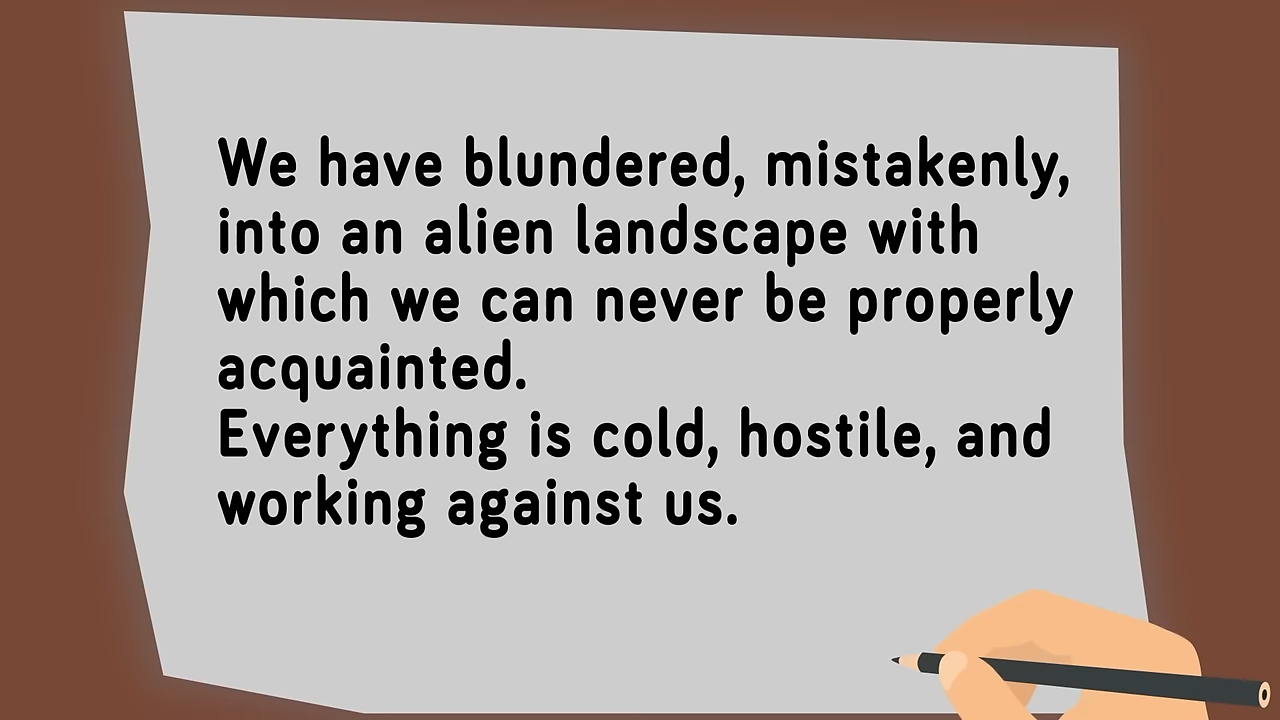 We have blundered, mistakenly,
into an alien landscape with
which we can never be properly
acquainted.
Everything is cold, hostile, and
working against us.